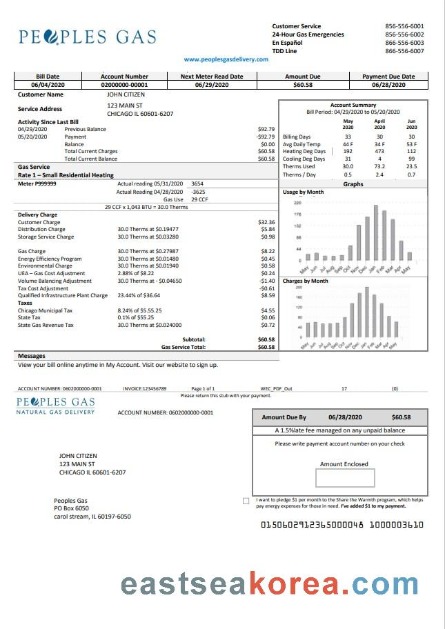 PEOPLES GAS
Customer Service 856-556-6001
24-Hour Gas Emergencies 856-556-6002
En Español 866-556-6003
TDD Line 866-556-6007
www.peoplesgasdelivery.com
Bill Date Account Number Next Meter Read Date Amount Due Payment Due Date
06/04/2020 02000000-00001 06/29/2020 $60.58 06/28/2020
Customer Name JOHN CITIZEN
Service Address 123 MAIN ST
CHICAGO IL 60601-6207
Activity Since Last Bill
04/29/2020 Previous Balance $92.79
05/20/2020 Payment -$92.79
Balance $0.00
Total Current Charges $60.58
Total Current Balance $60.58
Gas Service
Rate 1 – Small Residential Heating
Meter P999999 Actual reading 05/31/2020 3654
Actual Reading 04/28/2020 -3625
Gas Use 29 CCF
29 CCF x 1,043 BTU = 30.0 Therms
Delivery Charge
Customer Charge $32.36
Distribution Charge 30.0 Therms at $0.19477 $5.84
Storage Service Charge 30.0 Therms at $0.03280 $0.98
Gas Charge 30.0 Therms at $0.27387 $8.22
Energy Efficiency Program 30.0 Therms at $0.01480 $0.45
Environmental Charge 30.0 Therms at $0.01940 $0.58
UEA – Gas Cost Adjustment 2.88% of $8.22 $0.24
Volume Balancing Adjustment 30.0 Therms at -$0.04650 -$1.40
Tax Cost Adjustment -$0.61
Qualified Infrastructure Plant Charge 23.44% of $36.64 $8.59
Taxes
Chicago Municipal Tax 8.24% of $5.55.55 $4.55
State Tax 0.1% of $55.25 $0.06
State Gas Revenue Tax 30.0 Therms at $0.024000 $0.72
Subtotal: $60.58
Gas Service Total: $60.58
Account Summary
Bill Period: 04/29/2020 to 05/20/2020
May 2020 April 2020 Jun 2020
Billing Days 33 30 10
Avg Daily Temp 44 F 34 F 53 F
Heating Deg Days 192 473 112
Cooling Deg Days 31 4 99
Therms Used 30.0 73.2 23.5
Therms / Day 0.5 2.4 0.7
Graphs
Usage by Month
Charges by Month
Messages
View your bill online anytime in My Account. Visit our website to sign up.
ACCOUNT NUMBER: 0602000000-0001 INVOICE:123456789 Page 1 of 1 17 (0)
Please return this stub with your payment
PEOPLES GAS
NATURAL GAS DELIVERY
ACCOUNT NUMBER: 0602000000-0001
Amount Due By 06/28/2020 $60.58
A 1.5%late fee managed on any unpaid balance
Please write payment account number on your check
Amount Enclosed
JOHN CITIZEN
123 MAIN ST
CHICAGO IL 60601-6207
Peoples Gas
PO Box 6050
carol stream, IL 60197-6050
I want to pledge $1 per month to the Share the Warmth program, which helps
pay energy expenses for those in need. I've added $1 to my payment.
0150602912365000048 1000003610
eastseakorea.com